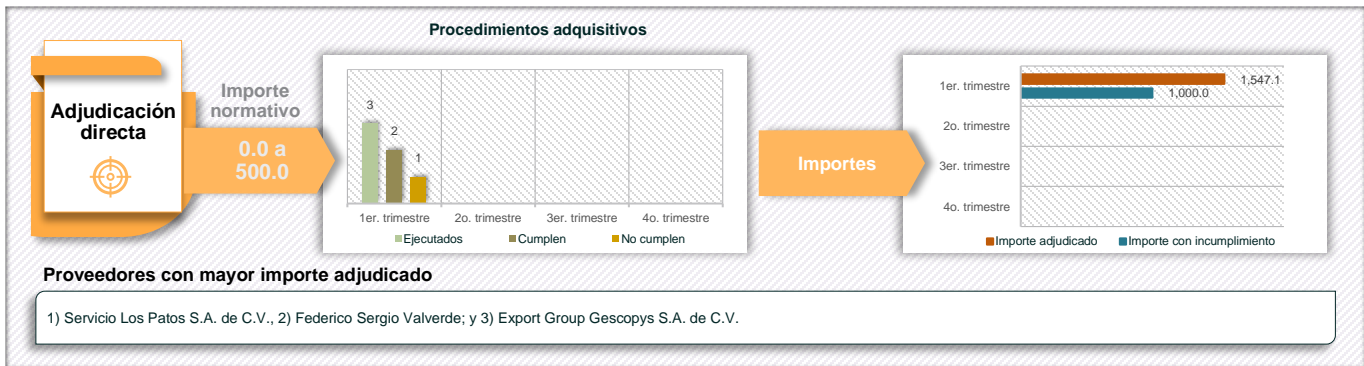 Procedimientos adquisitivos
Adjudicación
directa
Importe
normativo
0.0 a
500.0
3
2
1
1er. trimestre 2o. trimestre 3er. trimestre 4o. trimestre
Ejecutados Cumplen No cumplen
Importes
1er. trimestre
2o. trimestre
3er. trimestre
4o. trimestre
1,547.1
1,000.0
Importe adjudicado Importe con incumplimiento
Proveedores con mayor importe adjudicado
1) Servicio Los Patos S.A. de C.V., 2) Federico Sergio Valverde; y 3) Export Group Gescopys S.A. de C.V.